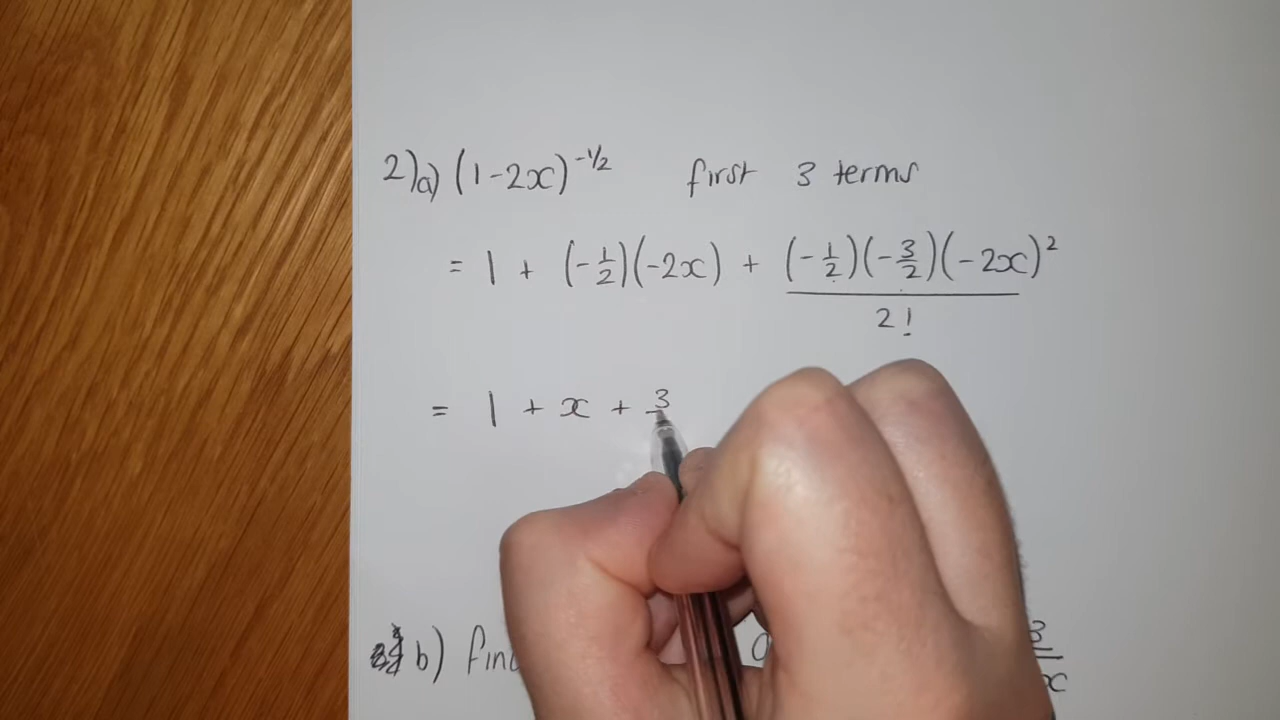 2)a) (1-2x)^{-1/2} first 3 terms
= 1 + (-1/2)(-2x) + (-1/2)(-3/2)(-2x)^2 / 2!
= 1 + x + 3
b)